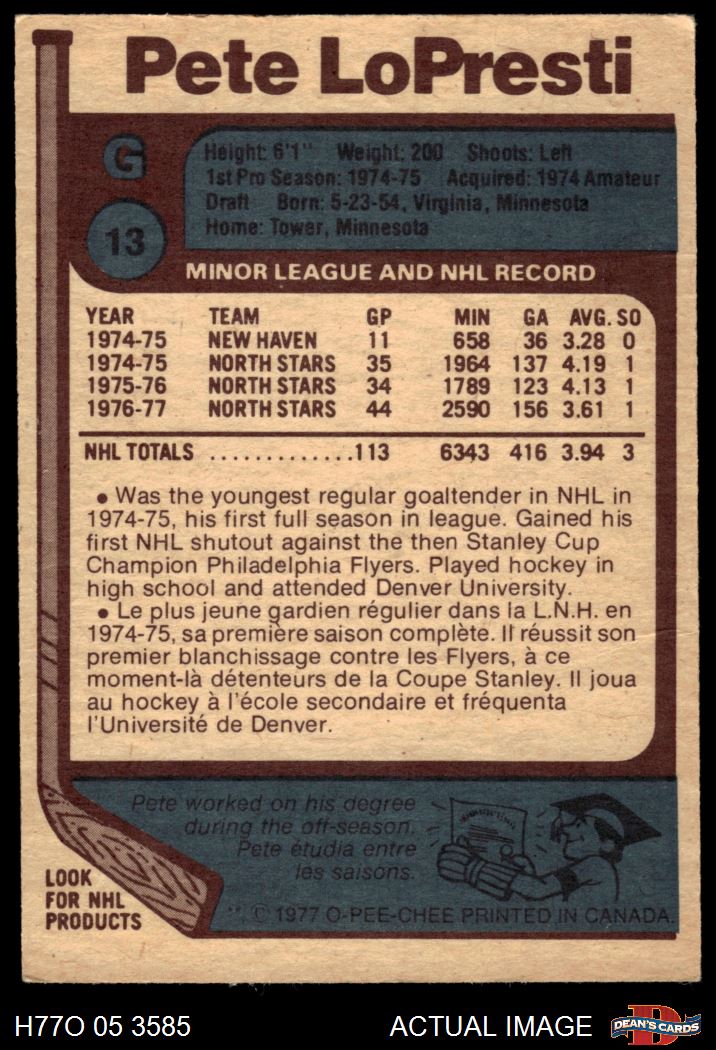 Pete LoPresti
G
13
Height: 6'1" Weight: 200 Shoots: Left
1st Pro Season: 1974-75 Acquired: 1974 Amateur
Draft Born: 5-23-54, Virginia, Minnesota
Home: Tower, Minnesota
MINOR LEAGUE AND NHL RECORD
YEAR TEAM GP MIN GA AVG. SO
1974-75 NEW HAVEN 11 658 36 3.28 0
1974-75 NORTH STARS 35 1964 137 4.19 1
1975-76 NORTH STARS 34 1789 123 4.13 1
1976-77 NORTH STARS 44 2590 156 3.61 1
NHL TOTALS .............113 6343 416 3.94 3
• Was the youngest regular goaltender in NHL in
1974-75, his first full season in league. Gained his
first NHL shutout against the then Stanley Cup
Champion Philadelphia Flyers. Played hockey in
high school and attended Denver University.
• Le plus jeune gardien régulier dans la L.N.H. en
1974-75, sa première saison complète. Il réussit son
premier blanchissage contre les Flyers, à ce
moment-là détenteurs de la Coupe Stanley. Il joua
au hockey à l'école secondaire et fréquenta
l'Université de Denver.
Pete worked on his degree
during the off-season.
Pete étudia entre
les saisons.
LOOK
FOR NHL
PRODUCTS
**. © 1977 O-PEE-CHEE PRINTED IN CANADA.
H77O 05 3585 ACTUAL IMAGE
DEAN'S CARDS